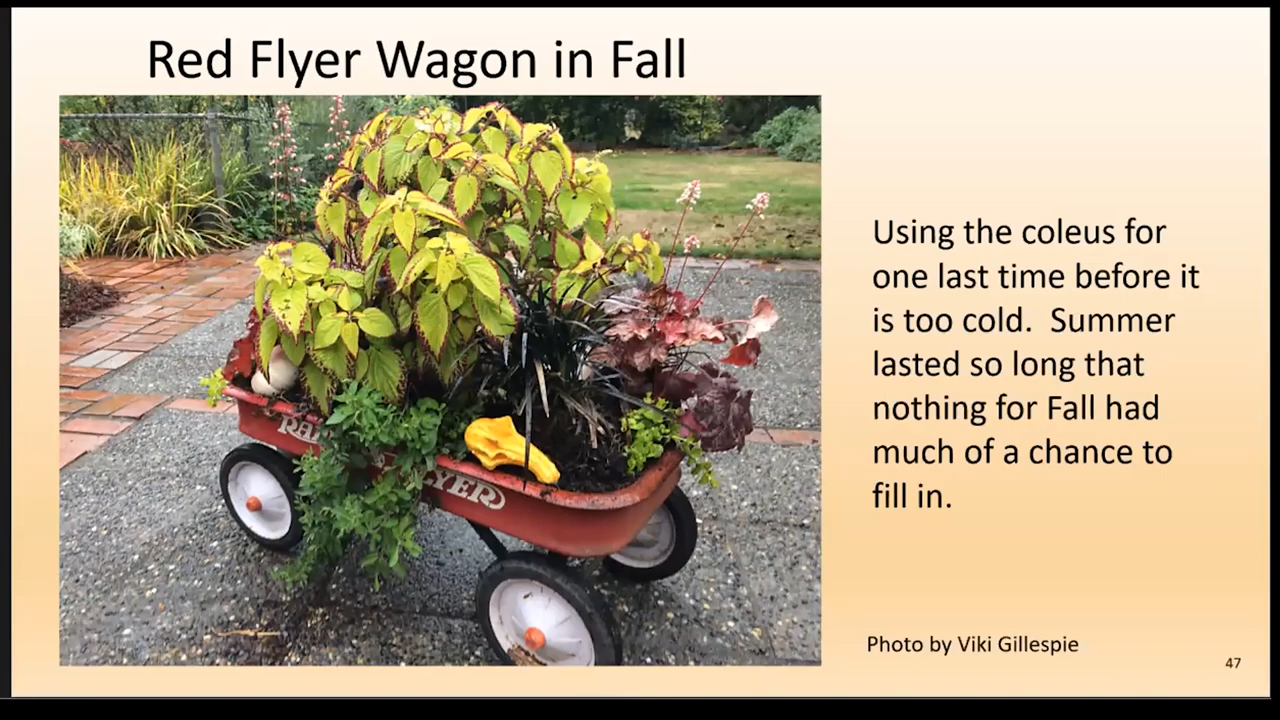 Red Flyer Wagon in Fall
Using the coleus for
one last time before it
is too cold.  Summer
lasted so long that
nothing for Fall had
much of a chance to
fill in.
Photo by Viki Gillespie
47